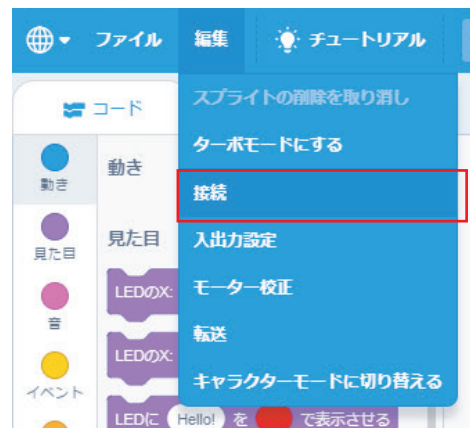 ファイル 編集 チュートリアル
コード
スプライトの削除を取り消し
ターボモードにする
接続
入出力設定
モーター校正
転送
キャラクターモードに切り替える
動き
見た目
音
イベント
動き
見た目
LEDのX:
LEDのX:
LEDに Hello! を で表示させる